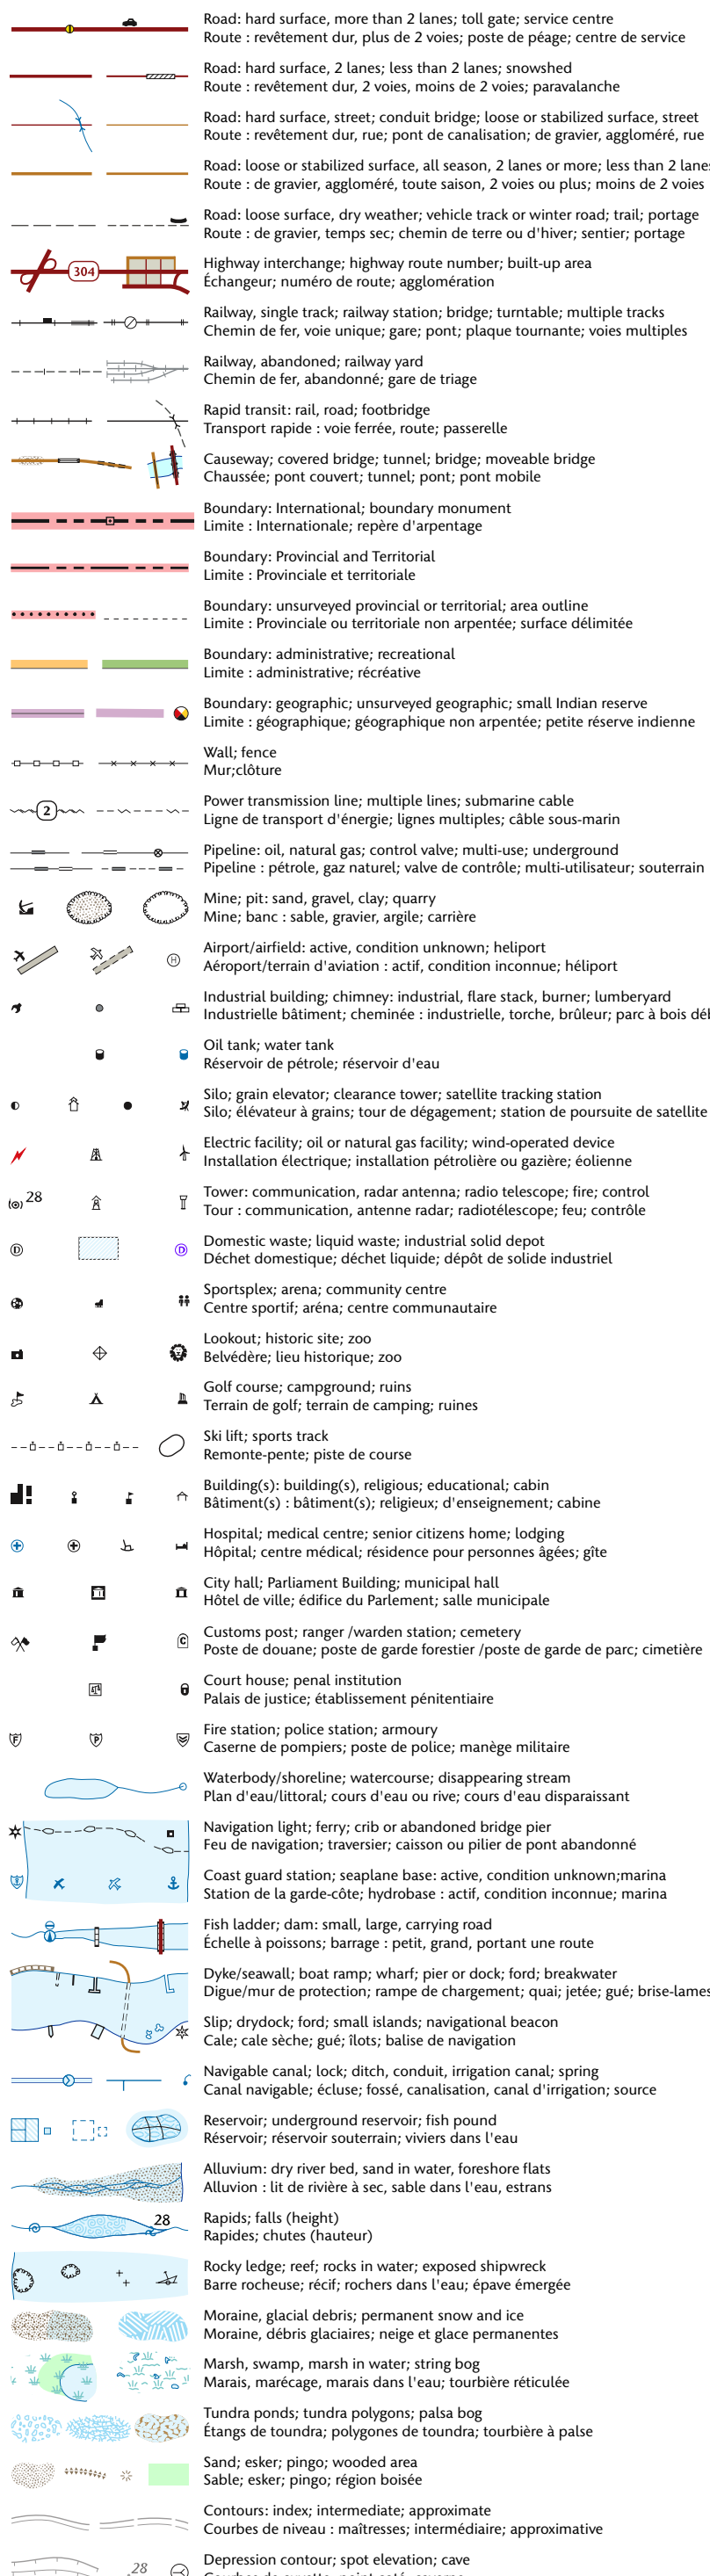 Road: hard surface, more than 2 lanes; toll gate; service centre
Route : revêtement dur, plus de 2 voies; poste de péage; centre de service
Road: hard surface, 2 lanes; less than 2 lanes; snowshed
Route : revêtement dur, 2 voies, moins de 2 voies; paravalanche
Road: hard surface, street; conduit bridge; loose or stabilized surface, street
Route : revêtement dur, rue; pont de canalisation; de gravier, aggloméré, rue
Road: loose or stabilized surface, all season, 2 lanes or more; less than 2 lanes
Route : de gravier, aggloméré, toute saison, 2 voies ou plus; moins de 2 voies
Road: loose surface, dry weather; vehicle track or winter road; trail; portage
Route : de gravier, temps sec; chemin de terre ou d'hiver; sentier; portage
304
Highway interchange; highway route number; built-up area
Échangeur; numéro de route; agglomération
Railway, single track; railway station; bridge; turntable; multiple tracks
Chemin de fer, voie unique; gare; pont; plaque tournante; voies multiples
Railway, abandoned; railway yard
Chemin de fer, abandonné; gare de triage
Rapid transit: rail, road; footbridge
Transport rapide : voie ferrée, route; passerelle
Causeway; covered bridge; tunnel; bridge; moveable bridge
Chaussée; pont couvert; tunnel; pont; pont mobile
Boundary: International; boundary monument
Limite : Internationale; repère d'arpentage
Boundary: Provincial and Territorial
Limite : Provinciale et territoriale
Boundary: unsurveyed provincial or territorial; area outline
Limite : Provinciale ou territoriale non arpentée; surface délimitée
Boundary: administrative; recreational
Limite : administrative; récréative
Boundary: geographic; unsurveyed geographic; small Indian reserve
Limite : géographique; géographique non arpentée; petite réserve indienne
Wall; fence
Mur;clôture
2
Power transmission line; multiple lines; submarine cable
Ligne de transport d'énergie; lignes multiples; câble sous-marin
Pipeline: oil, natural gas; control valve; multi-use; underground
Pipeline : pétrole, gaz naturel; valve de contrôle; multi-utilisateur; souterrain
Mine; pit: sand, gravel, clay; quarry
Mine; banc : sable, gravier, argile; carrière
H
Airport/airfield: active, condition unknown; heliport
Aéroport/terrain d'aviation : actif, condition inconnue; héliport
Industrial building; chimney: industrial, flare stack, burner; lumberyard
Industrielle bâtiment; cheminée : industrielle, torche, brûleur; parc à bois
Oil tank; water tank
Réservoir de pétrole; réservoir d'eau
Silo; grain elevator; clearance tower; satellite tracking station
Silo; élévateur à grains; tour de dégagement; station de poursuite de satellite
Electric facility; oil or natural gas facility; wind-operated device
Installation électrique; installation pétrolière ou gazière; éolienne
28
Tower: communication, radar antenna; radio telescope; fire; control
Tour : communication, antenne radar; radiotélescope; feu; contrôle
D D
Domestic waste; liquid waste; industrial solid depot
Déchet domestique; déchet liquide; dépôt de solide industriel
Sportsplex; arena; community centre
Centre sportif; aréna; centre communautaire
Lookout; historic site; zoo
Belvédère; lieu historique; zoo
Golf course; campground; ruins
Terrain de golf; terrain de camping; ruines
Ski lift; sports track
Remonte-pente; piste de course
Building(s): building(s), religious; educational; cabin
Bâtiment(s) : bâtiment(s); religieux; d'enseignement; cabine
Hospital; medical centre; senior citizens home; lodging
Hôpital; centre médical; résidence pour personnes âgées; gîte
City hall; Parliament Building; municipal hall
Hôtel de ville; édifice du Parlement; salle municipale
C
Customs post; ranger /warden station; cemetery
Poste de douane; poste de garde forestier /poste de garde de parc; cimetière
Court house; penal institution
Palais de justice; établissement pénitentiaire
F P
Fire station; police station; armoury
Caserne de pompiers; poste de police; manège militaire
Waterbody/shoreline; watercourse; disappearing stream
Plan d'eau/littoral; cours d'eau ou rive; cours d'eau disparaissant
Navigation light; ferry; crib or abandoned bridge pier
Feu de navigation; traversier; caisson ou pilier de pont abandonné
Coast guard station; seaplane base: active, condition unknown;marina
Station de la garde-côte; hydrobase : actif, condition inconnue; marina
Fish ladder; dam: small, large, carrying road
Échelle à poissons; barrage : petit, grand, portant une route
Dyke/seawall; boat ramp; wharf; pier or dock; ford; breakwater
Digue/mur de protection; rampe de chargement; quai; jetée; gué; brise-lames
Slip; drydock; ford; small islands; navigational beacon
Cale; cale sèche; gué; îlots; balise de navigation
Navigable canal; lock; ditch, conduit, irrigation canal; spring
Canal navigable; écluse; fossé, canalisation, canal d'irrigation; source
Reservoir; underground reservoir; fish pound
Réservoir; réservoir souterrain; viviers dans l'eau
Alluvium: dry river bed, sand in water, foreshore flats
Alluvion : lit de rivière à sec, sable dans l'eau, estrans
28
Rapids; falls (height)
Rapides; chutes (hauteur)
Rocky ledge; reef; rocks in water; exposed shipwreck
Barre rocheuse; récif; rochers dans l'eau; épave émergée
Moraine, glacial debris; permanent snow and ice
Moraine, débris glaciaires; neige et glace permanentes
Marsh, swamp, marsh in water; string bog
Marais, marécage, marais dans l'eau; tourbière réticulée
Tundra ponds; tundra polygons; palsa bog
Étangs de toundra; polygones de toundra; tourbière à palse
Sand; esker; pingo; wooded area
Sable; esker; pingo; région boisée
Contours: index; intermediate; approximate
Courbes de niveau : maîtresses; intermédiaire; approximative
28
Depression contour; spot elevation; cave